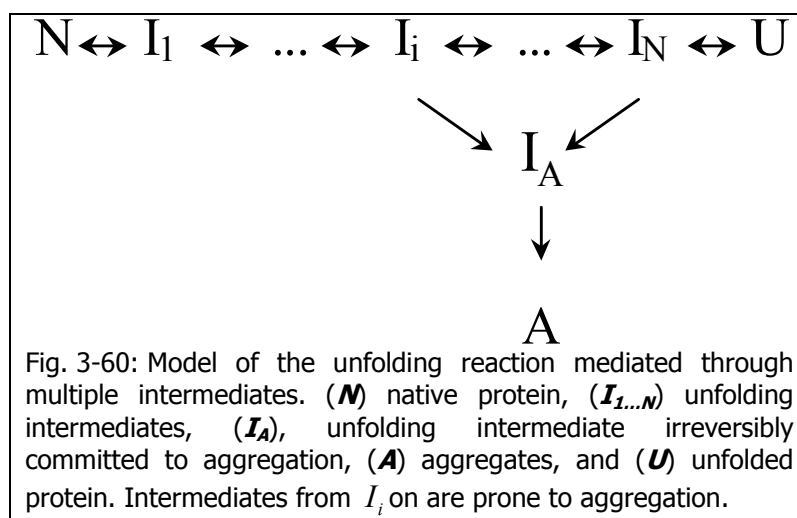 N ↔ I1 ↔ ... ↔ Ii ↔ ... ↔ IN ↔ U
IA
A
Fig. 3-60: Model of the unfolding reaction mediated through
multiple intermediates. (N) native protein, (I1...N) unfolding
intermediates, (IA), unfolding intermediate irreversibly
committed to aggregation, (A) aggregates, and (U) unfolded
protein. Intermediates from Ii on are prone to aggregation.